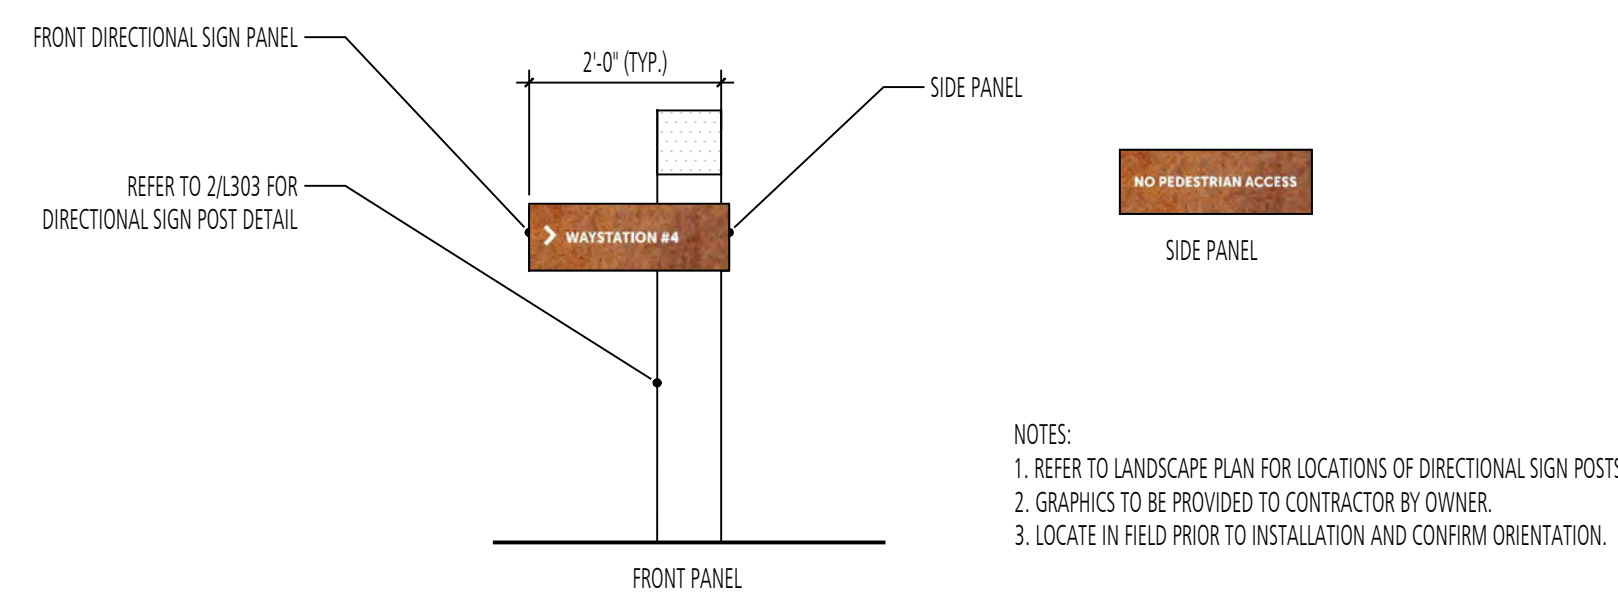 FRONT DIRECTIONAL SIGN PANEL
2'-0" (TYP.)
SIDE PANEL
REFER TO 2/L303 FOR
DIRECTIONAL SIGN POST DETAIL
WAYSTATION #4
NO PEDESTRIAN ACCESS
SIDE PANEL
NOTES:
1. REFER TO LANDSCAPE PLAN FOR LOCATIONS OF DIRECTIONAL SIGN POSTS
2. GRAPHICS TO BE PROVIDED TO CONTRACTOR BY OWNER.
3. LOCATE IN FIELD PRIOR TO INSTALLATION AND CONFIRM ORIENTATION.
FRONT PANEL